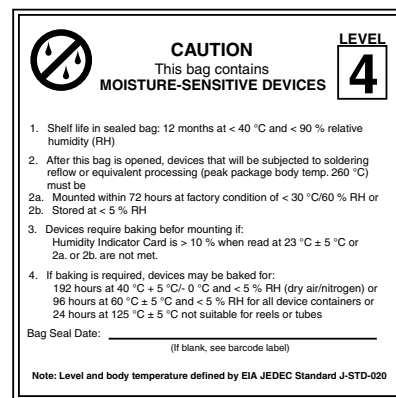 LEVEL
CAUTION
This bag contains
MOISTURE-SENSITIVE DEVICES
4
1. Shelf life in sealed bag: 12 months at < 40 °C and < 90 % relative
humidity (RH)
2. After this bag is opened, devices that will be subjected to soldering
reflow or equivalent processing (peak package body temp. 260 °C)
must be
2a. Mounted within 72 hours at factory condition of < 30 °C/60 % RH or
2b. Stored at < 5 % RH
3. Devices require baking befor mounting if:
Humidity Indicator Card is > 10 % when read at 23 °C ± 5 °C or
2a. or 2b. are not met.
4. If baking is required, devices may be baked for:
192 hours at 40 °C + 5 °C/- 0 °C and < 5 % RH (dry air/nitrogen) or
96 hours at 60 °C ± 5 °C and < 5 % RH for all device containers or
24 hours at 125 °C ± 5 °C not suitable for reels or tubes
Bag Seal Date:
(If blank, see barcode label)
Note: Level and body temperature defined by EIA JEDEC Standard J-STD-020